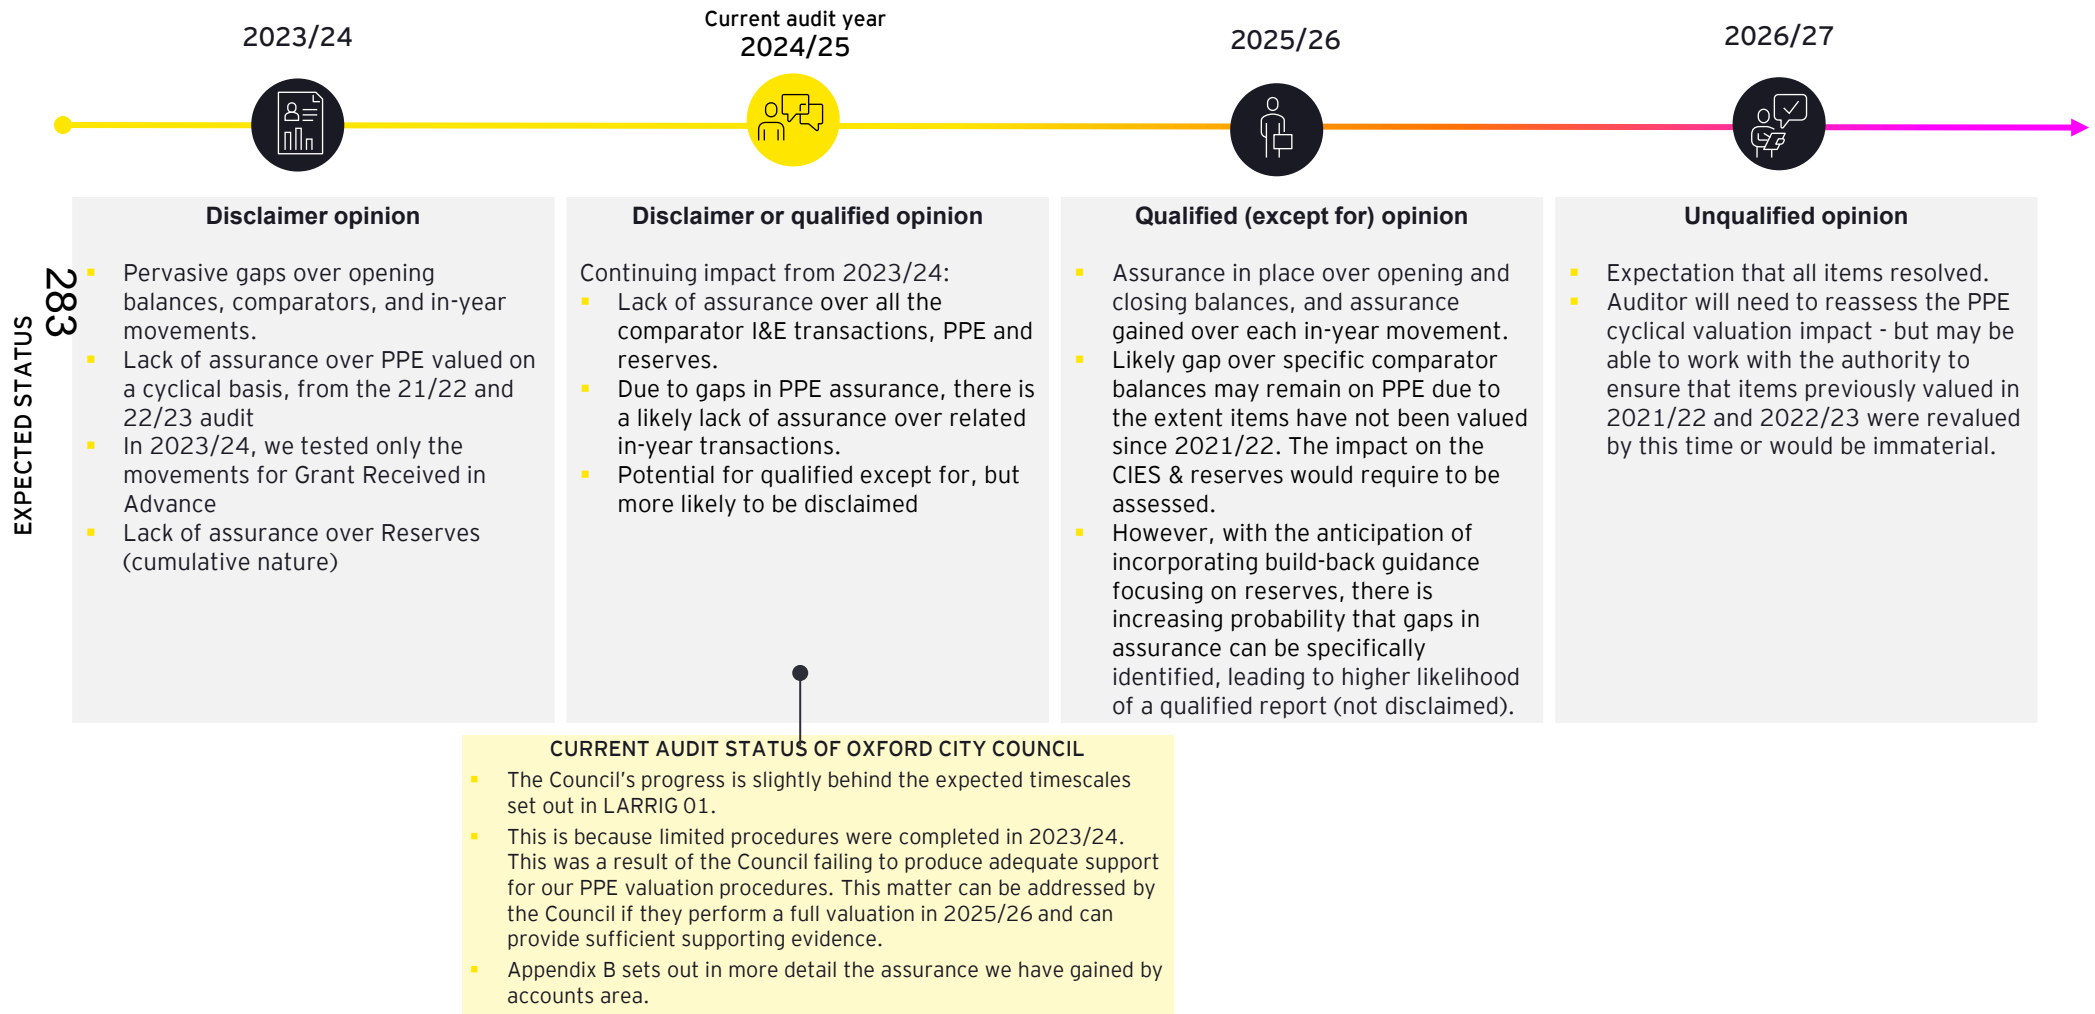 2023/24
Current audit year
2024/25
2025/26
2026/27
EXPECTED STATUS
283
Disclaimer opinion
▪ Pervasive gaps over opening
balances, comparators, and in-year
movements.
▪ Lack of assurance over PPE valued on
a cyclical basis, from the 21/22 and
22/23 audit
▪ In 2023/24, we tested only the
movements for Grant Received in
Advance
▪ Lack of assurance over Reserves
(cumulative nature)
Disclaimer or qualified opinion
Continuing impact from 2023/24:
▪ Lack of assurance over all the
comparator I&E transactions, PPE and
reserves.
▪ Due to gaps in PPE assurance, there is
a likely lack of assurance over related
in-year transactions.
▪ Potential for qualified except for, but
more likely to be disclaimed
Qualified (except for) opinion
▪ Assurance in place over opening and
closing balances, and assurance
gained over each in-year movement.
▪ Likely gap over specific comparator
balances may remain on PPE due to
the extent items have not been valued
since 2021/22. The impact on the
CIES & reserves would require to be
assessed.
▪ However, with the anticipation of
incorporating build-back guidance
focusing on reserves, there is
increasing probability that gaps in
assurance can be specifically
identified, leading to higher likelihood
of a qualified report (not disclaimed).
Unqualified opinion
▪ Expectation that all items resolved.
▪ Auditor will need to reassess the PPE
cyclical valuation impact - but may be
able to work with the authority to
ensure that items previously valued in
2021/22 and 2022/23 were revalued
by this time or would be immaterial.
CURRENT AUDIT STATUS OF OXFORD CITY COUNCIL
▪ The Council's progress is slightly behind the expected timescales
set out in LARRIG 01.
▪ This is because limited procedures were completed in 2023/24.
This was a result of the Council failing to produce adequate support
for our PPE valuation procedures. This matter can be addressed by
the Council if they perform a full valuation in 2025/26 and can
provide sufficient supporting evidence.
▪ Appendix B sets out in more detail the assurance we have gained by
accounts area.